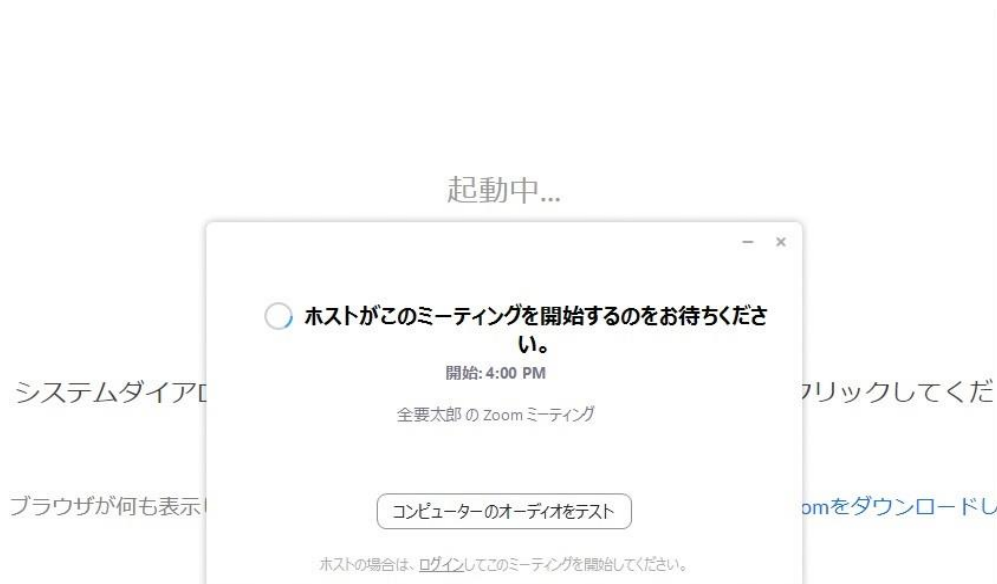 起動中...
ホストがこのミーティングを開始するのをお待ちくださ
い。
開始: 4:00 PM
システムダイアロ
リックしてくだ
全要太郎 の Zoom ミーティング
ブラウザが何も表示
omをダウンロードし
コンピューターのオーディオをテスト
ホストの場合は、ログインしてこのミーティングを開始してください。